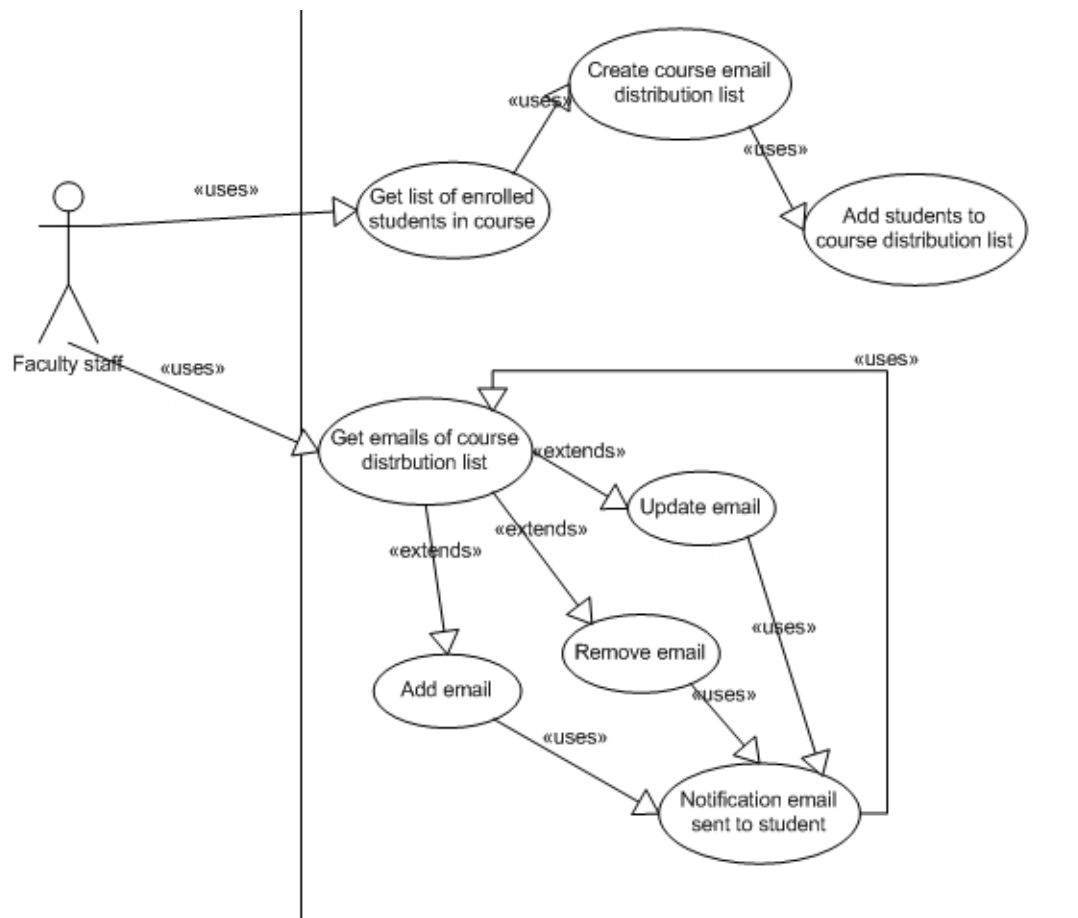 Create course email
distribution list
«uses»
«uses»
«uses»
Get list of enrolled
students in course
Add students to
course distribution list
Faculty staff
«uses»
«uses»
Get emails of course
distrbution list
«extends»
Update email
«extends»
«extends»
«uses»
Remove email
Add email
«uses»
«uses»
Notification email
sent to student